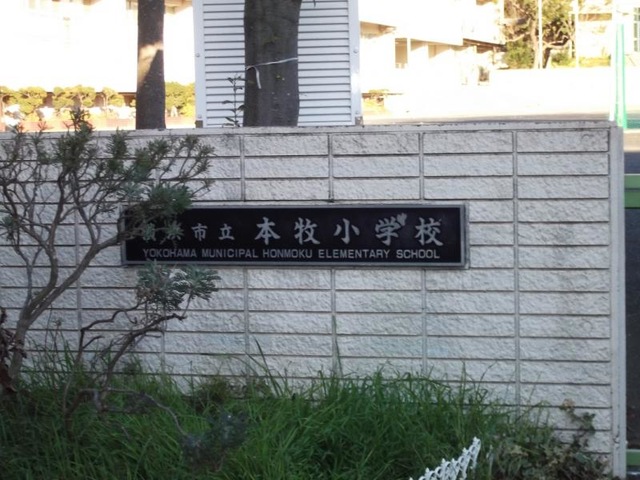 横浜市立 本牧小学校
YOKOHAMA MUNICIPAL HONMOKU ELEMENTARY SCHOOL